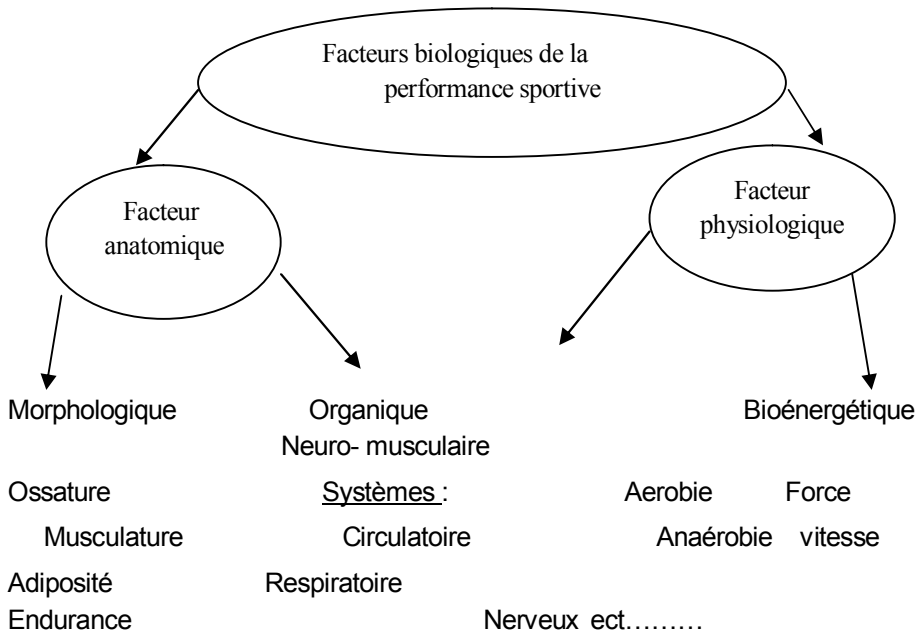 Facteurs biologiques de la
performance sportive
Facteur
anatomique
Facteur
physiologique
Morphologique Organique Bioénergétique
Neuro- musculaire
Ossature Systèmes : Aerobie Force
Musculature Circulatoire Anaérobie vitesse
Adiposité Respiratoire
Endurance Nerveux ect.........